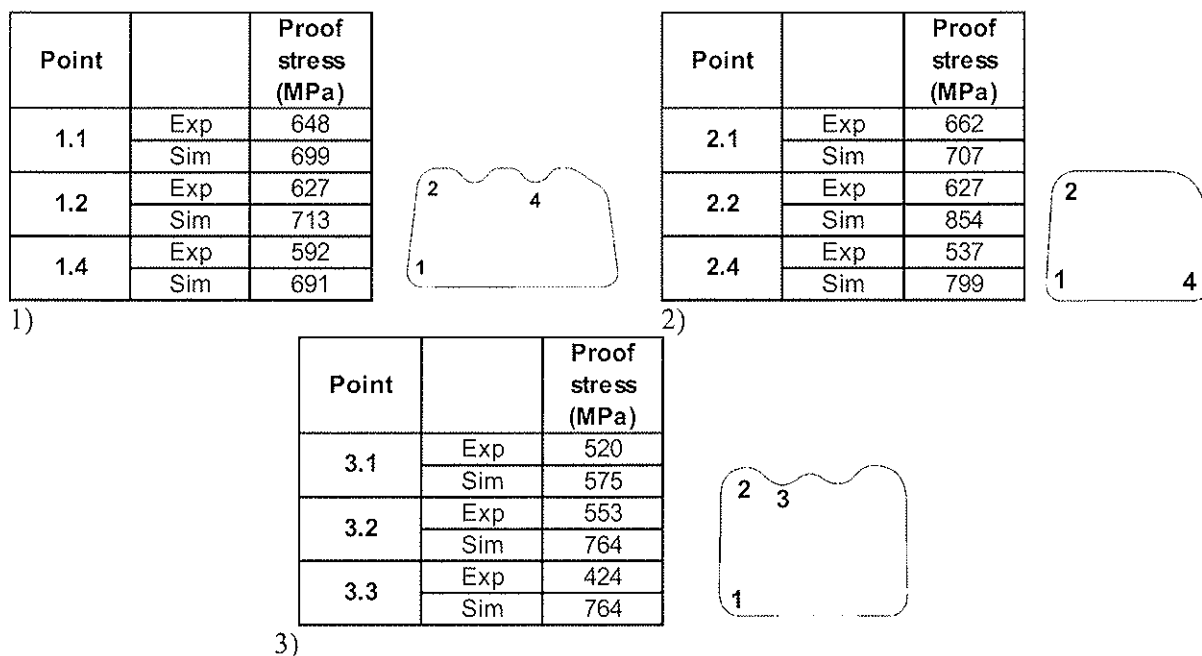 Point Proof stress (MPa)
1.1 Exp 648
Sim 699
1.2 Exp 627
Sim 713
1.4 Exp 592
Sim 691
2 4
1
1)
Point Proof stress (MPa)
2.1 Exp 662
Sim 707
2.2 Exp 627
Sim 854
2.4 Exp 537
Sim 799
2
1 4
2)
Point Proof stress (MPa)
3.1 Exp 520
Sim 575
3.2 Exp 553
Sim 764
3.3 Exp 424
Sim 764
2 3
1
3)